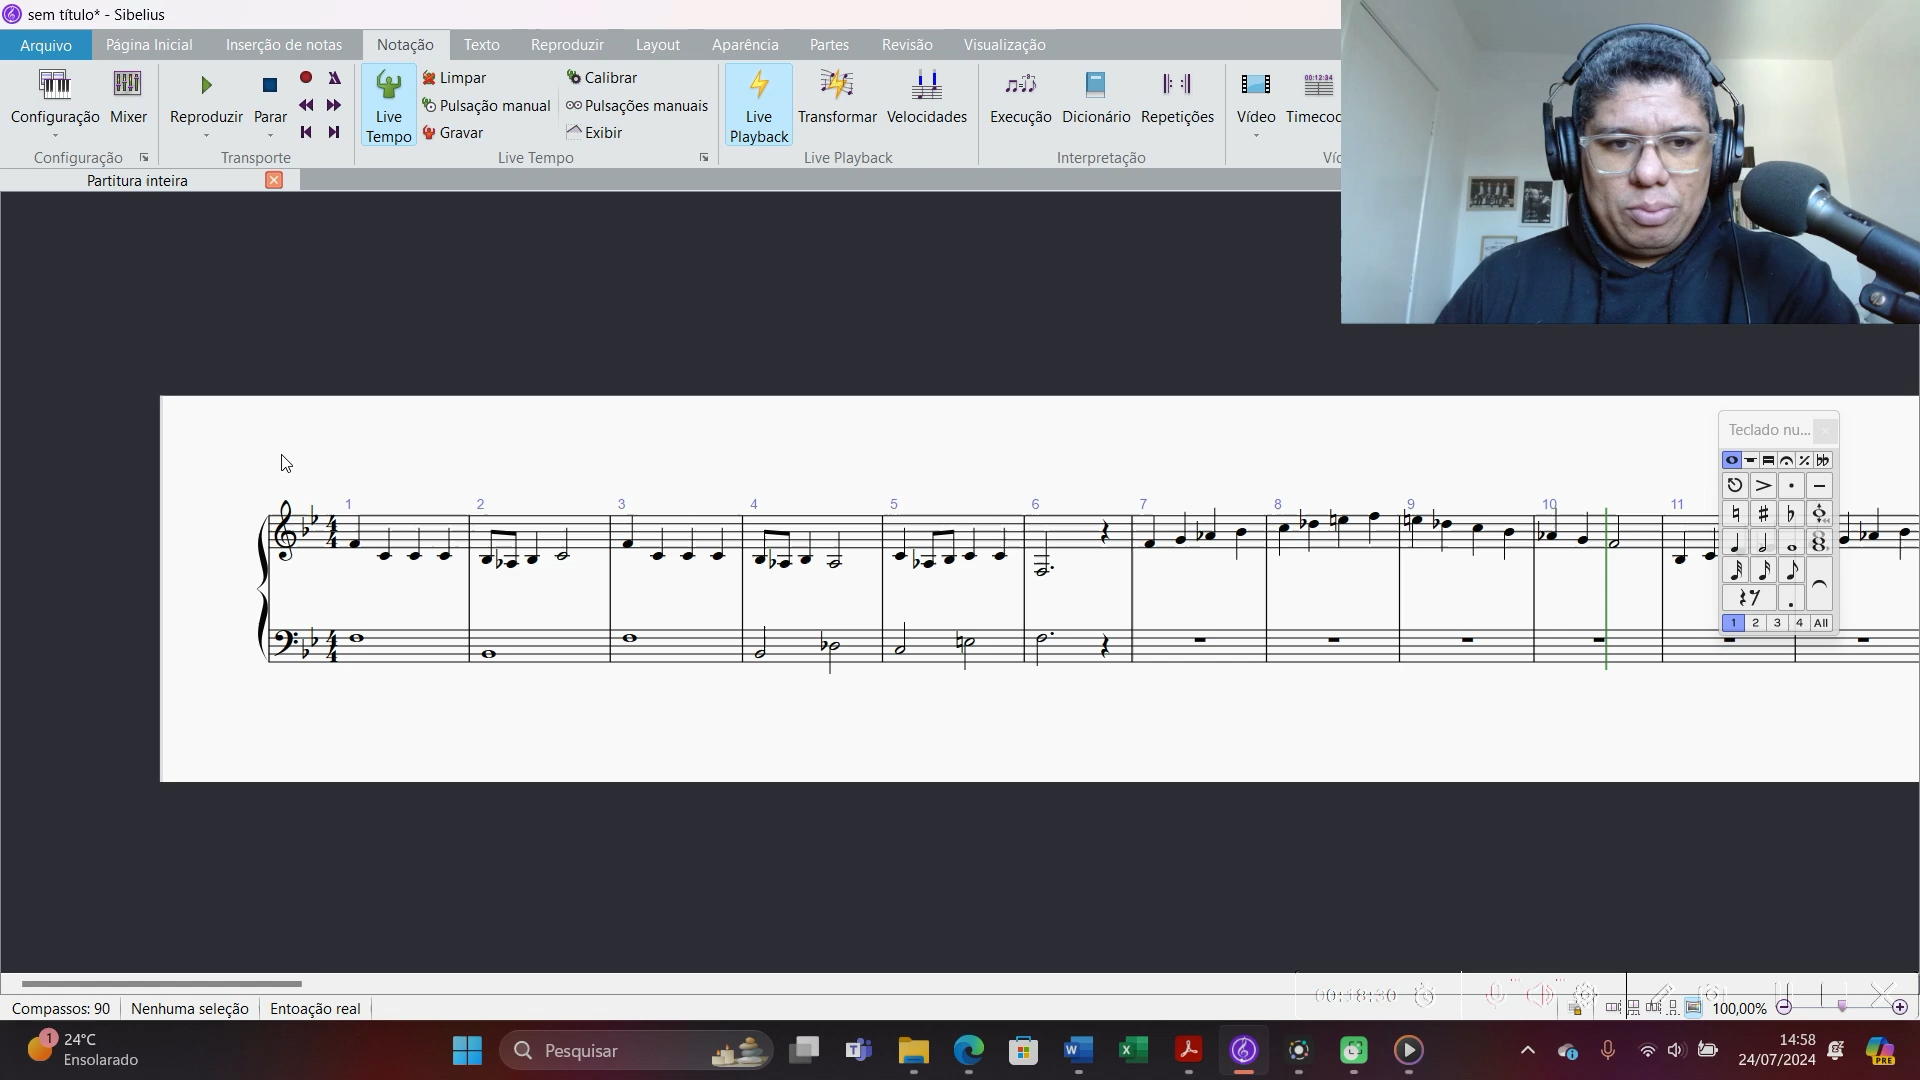 sem título* - Sibelius
Arquivo Página Inicial Inserção de notas Notação Texto Reproduzir Layout Aparência Partes Revisão Visualização
Limpar Calibrar
Pulsação manual Pulsações manuais
Configuração Mixer Reproduzir Parar Live Tempo Live Playback Transformar Velocidades Execução Dicionário Repetições Vídeo
Gravar Exibir
Configuração Transporte Live Tempo Live Playback Interpretação
Partitura inteira
Teclado nu...
1 2 3 4 5 6 7 8 9 10 11
1 2 3 4 All
00:18:30
Compassos: 90 Nenhuma seleção Entoação real 100,00%
24°C
Ensolarado
Pesquisar
14:58
24/07/2024
PRE